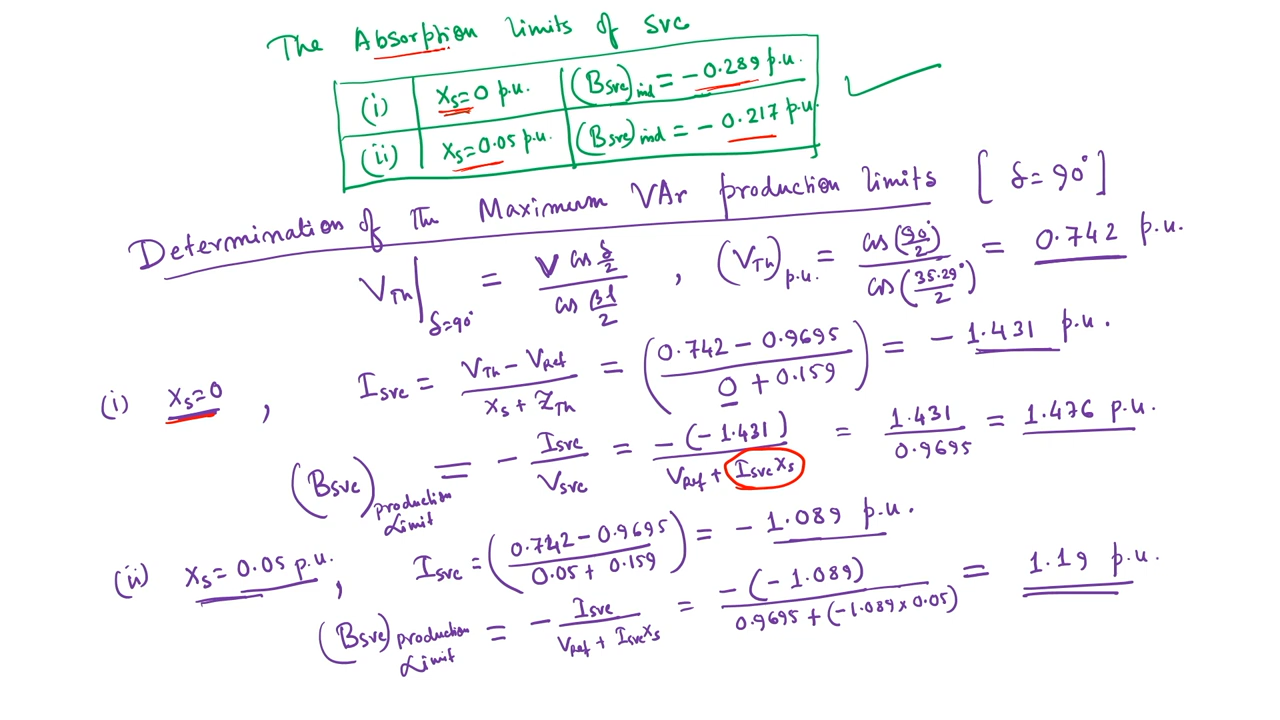 The Absorption limits of SVC
(i) Xs=0 p.u. (Bsvc)ind = - 0.289 p.u.
(ii) Xs=0.05 p.u. (Bsvc)ind = - 0.217 p.u.
Determination of the Maximum VAr production limits [ δ = 90° ]
VTh|δ=90° = V cos δ/2 / cos βl/2 , (VTh)p.u. = cos(90°/2) / cos(35.29°/2) = 0.742 p.u.
(i) Xs=0 , Isvc = VTh - VRef / Xs + ZTh = (0.742 - 0.9695 / 0 + 0.159) = - 1.431 p.u.
(Bsvc)production Limit = - Isvc / Vsvc = -(-1.431) / VRef + Isvc Xs = 1.431 / 0.9695 = 1.476 p.u.
(ii) Xs= 0.05 p.u. , Isvc = (0.742 - 0.9695 / 0.05 + 0.159) = - 1.089 p.u.
(Bsvc)production Limit = - Isvc / VRef + IsvcXs = -(-1.089) / 0.9695 + (-1.089 x 0.05) = 1.19 p.u.